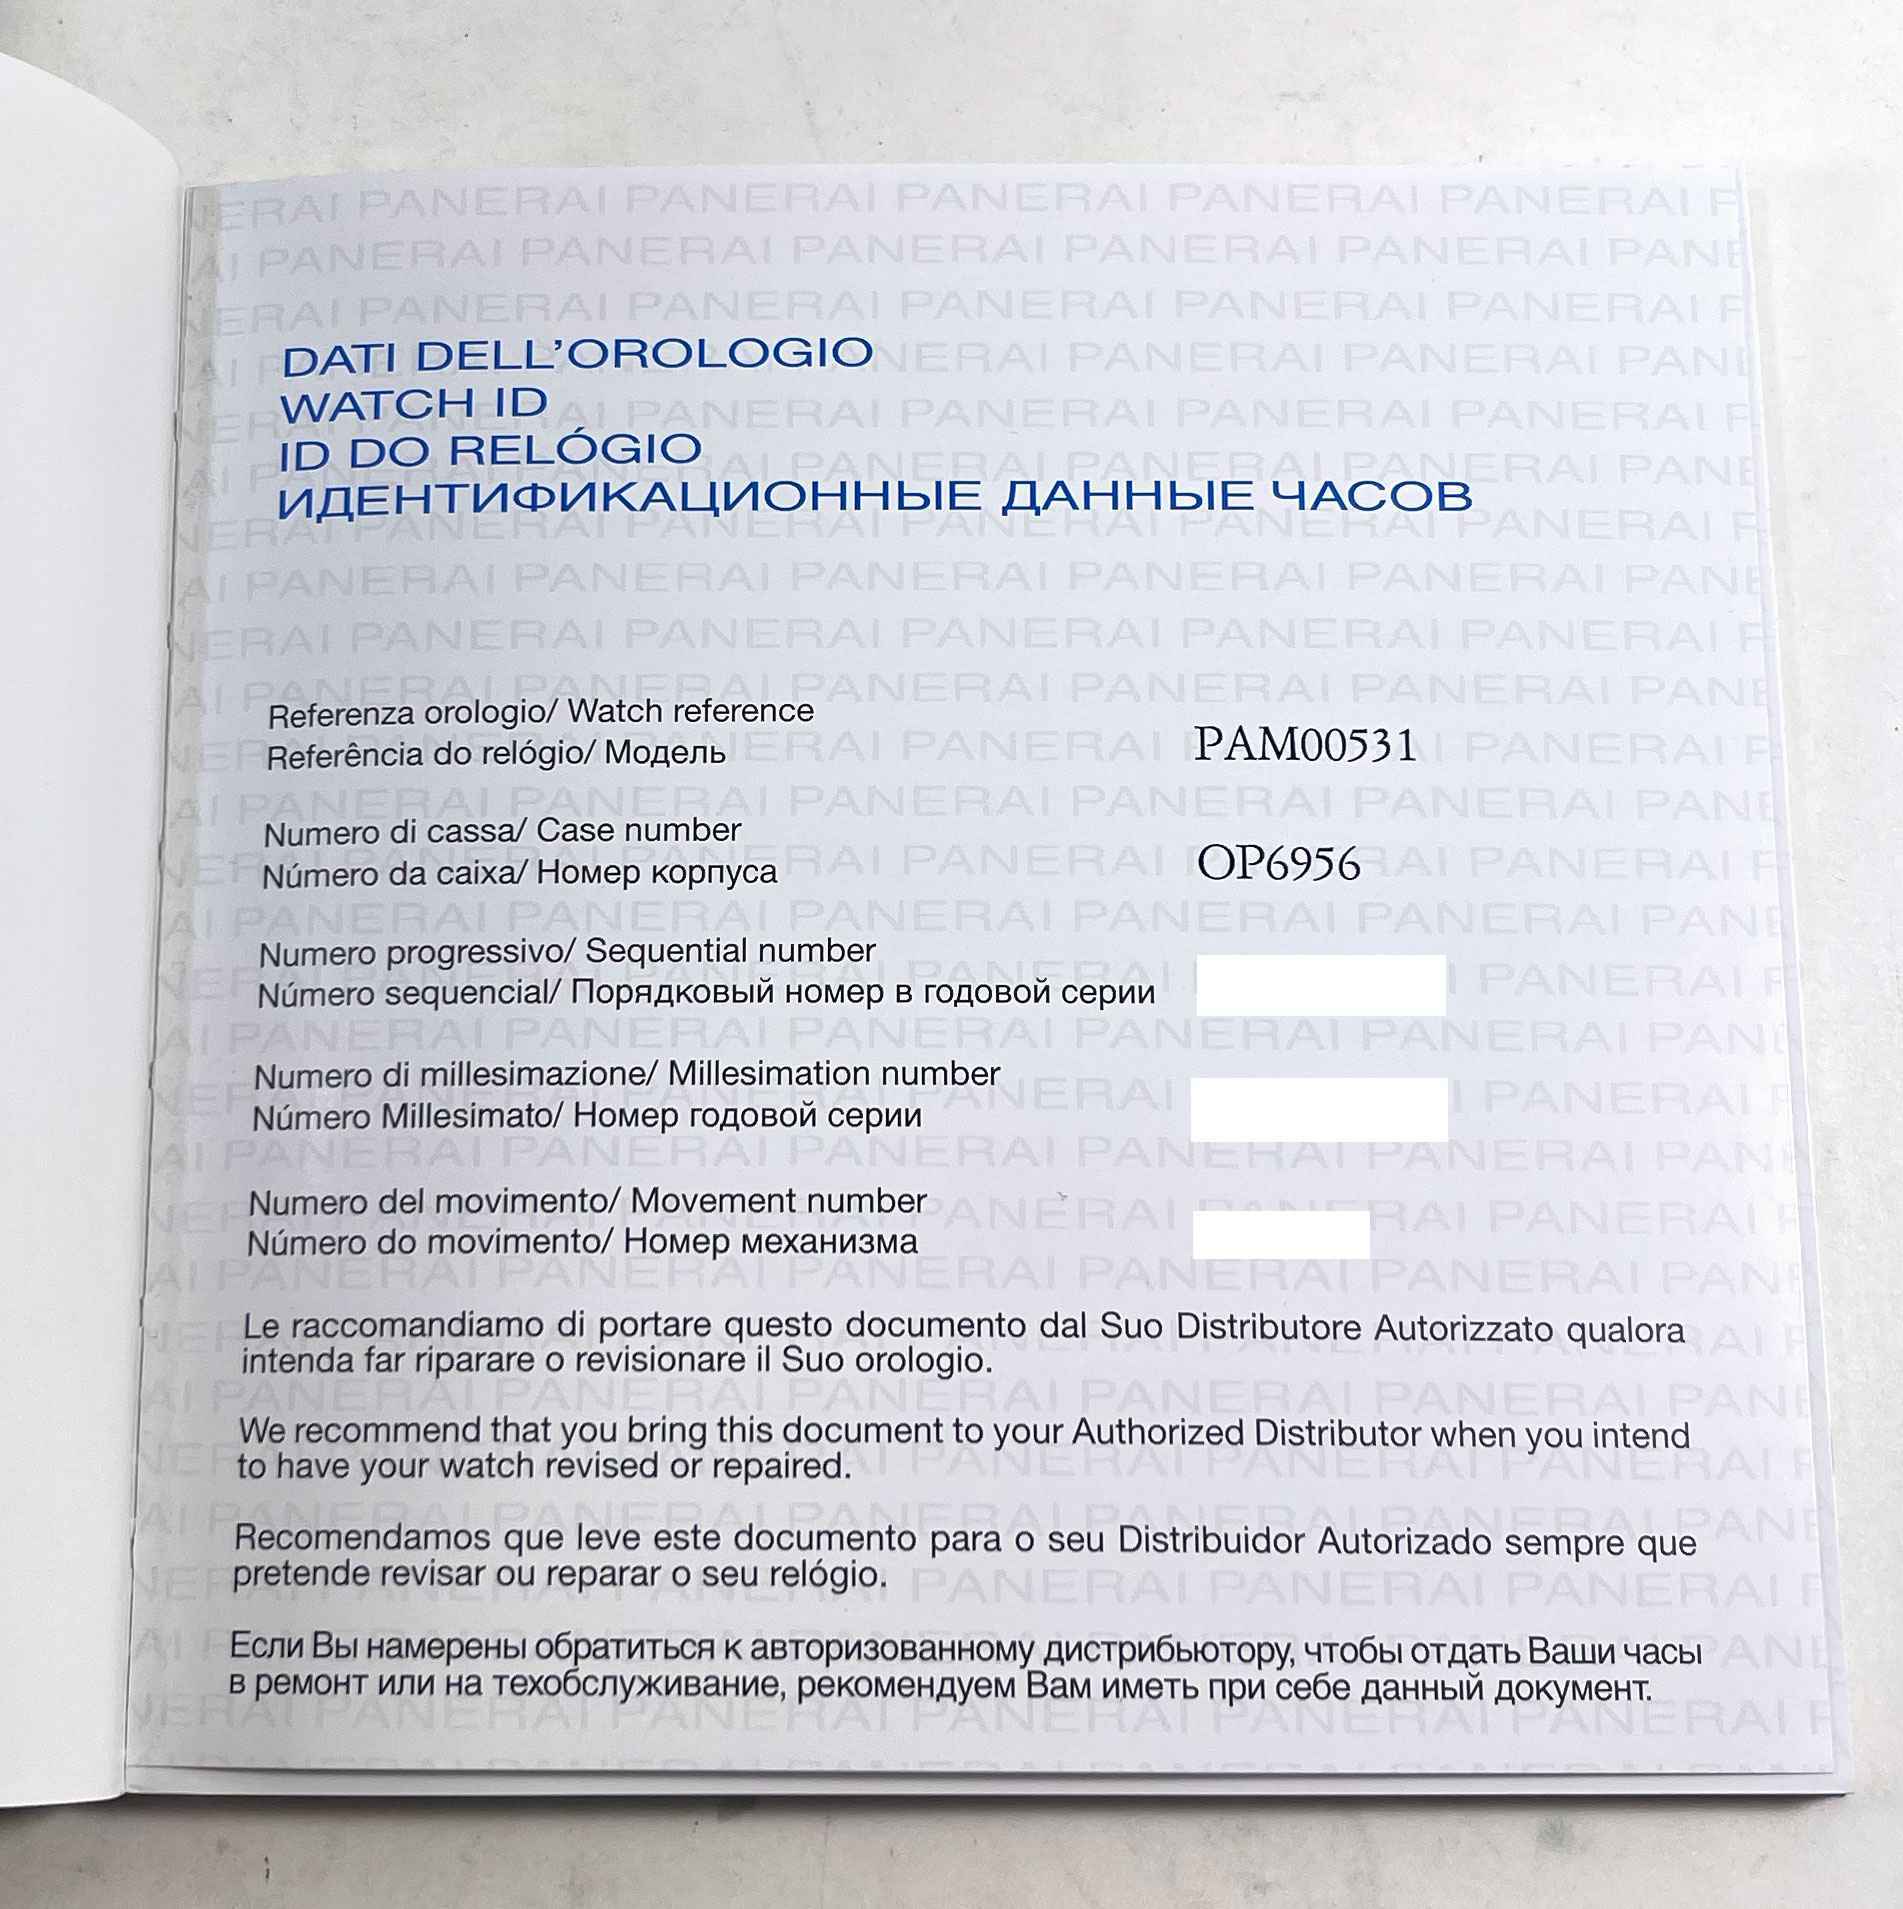 DATI DELL'OROLOGIO
WATCH ID
ID DO RELÓGIO
ИДЕНТИФИКАЦИОННЫЕ ДАННЫЕ ЧАСОВ
Referenza orologio/ Watch reference
Referência do relógio/ Модель
PAM00531
Numero di cassa/ Case number
Número da caixa/ Номер корпуса
OP6956
Numero progressivo/ Sequential number
Número sequencial/ Порядковый номер в годовой серии
Numero di millesimazione/ Millesimation number
Número Millesimato/ Номер годовой серии
Numero del movimento/ Movement number
Número do movimento/ Номер механизма
Le raccomandiamo di portare questo documento dal Suo Distributore Autorizzato qualora
intenda far riparare o revisionare il Suo orologio.
We recommend that you bring this document to your Authorized Distributor when you intend
to have your watch revised or repaired.
Recomendamos que leve este documento para o seu Distribuidor Autorizado sempre que
pretende revisar ou reparar o seu relógio.
Если Вы намерены обратиться к авторизованному дистрибьютору, чтобы отдать Ваши часы
в ремонт или на техобслуживание, рекомендуем Вам иметь при себе данный документ.